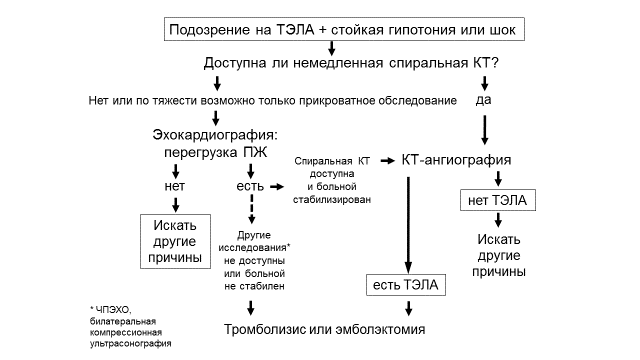 Подозрение на ТЭЛА + стойкая гипотония или шок
Доступна ли немедленная спиральная КТ?
Нет или по тяжести возможно только прикроватное обследование
да
Эхокардиография:
перегрузка ПЖ
Спиральная КТ
доступна
и больной
стабилизирован
КТ-ангиография
нет
есть
нет ТЭЛА
Искать
другие
причины
Другие
исследования*
не доступны
или больной
не стабилен
Искать
другие
причины
есть ТЭЛА
* ЧПЭХО,
билатеральная
компрессионная
ультрасонография
Тромболизис или эмболэктомия